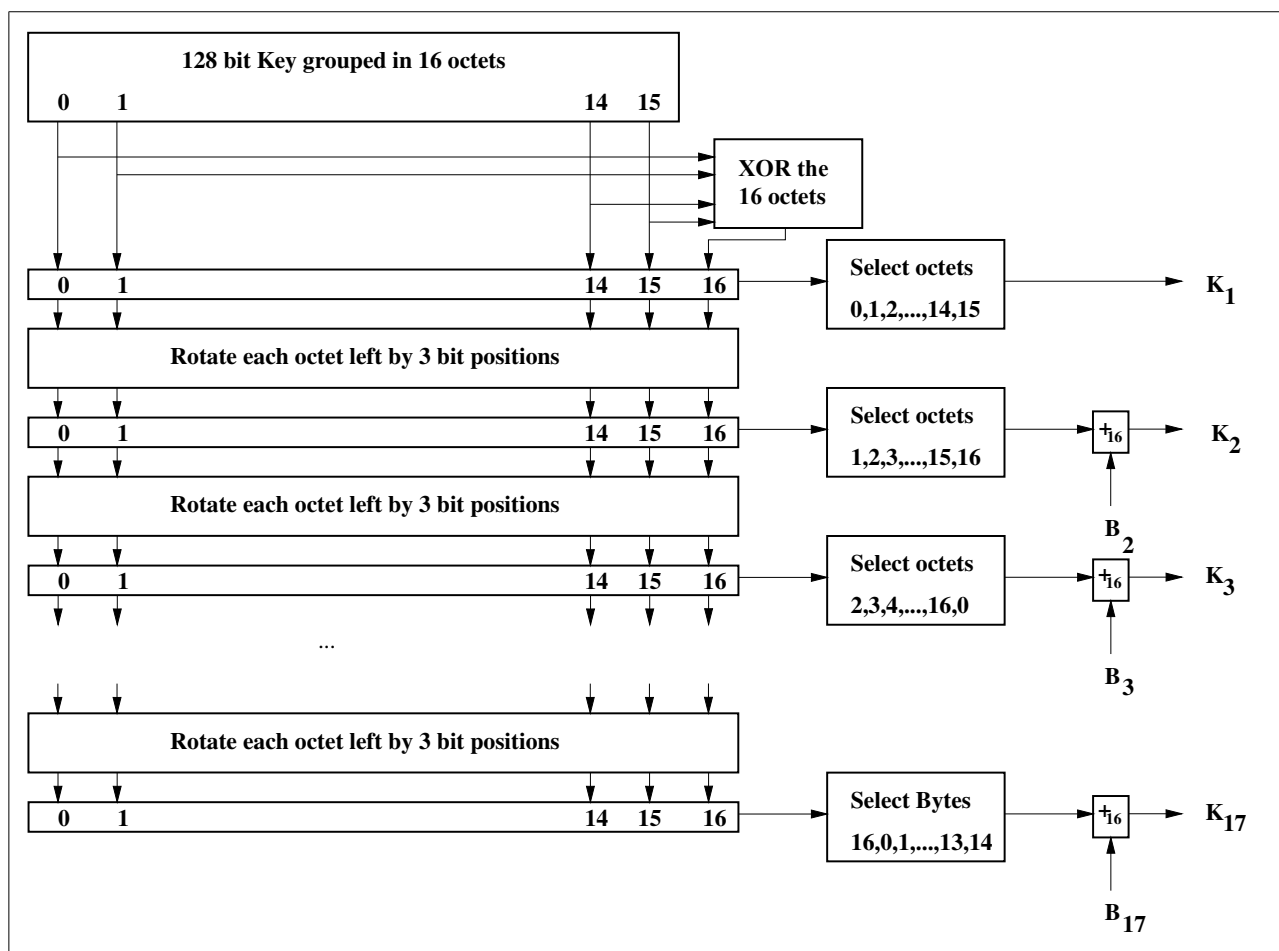 128 bit Key grouped in 16 octets
0 1 14 15
XOR the
16 octets
0 1 14 15 16
Select octets
0,1,2,...,14,15
K1
Rotate each octet left by 3 bit positions
0 1 14 15 16
Select octets
1,2,3,...,15,16
+16
K2
B2
Rotate each octet left by 3 bit positions
0 1 14 15 16
Select octets
2,3,4,...,16,0
+16
K3
B3
...
Rotate each octet left by 3 bit positions
0 1 14 15 16
Select Bytes
16,0,1,...,13,14
+16
K17
B17